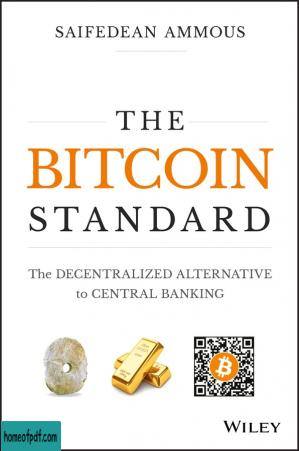 SAIFEDEAN AMMOUS
THE
BITCOIN
STANDARD
The DECENTRALIZED ALTERNATIVE
to CENTRAL BANKING
WILEY
homeofpdf.com